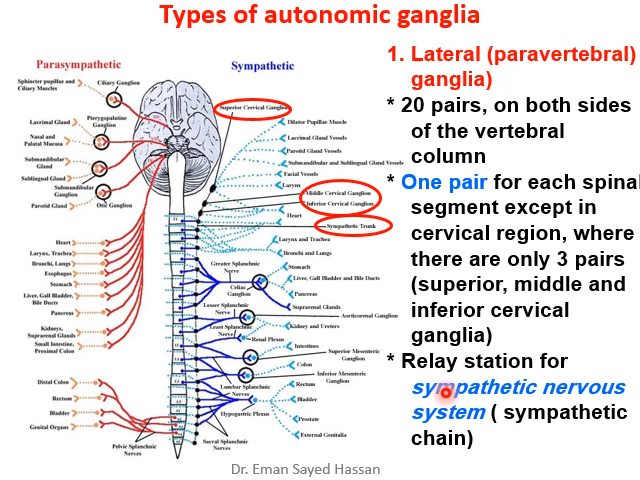 Types of autonomic ganglia
Parasympathetic
Sympathetic
Sphincter pupillae and
Ciliary Muscles
Ciliary Ganglion
Lacrimal Gland
Pterygopalatine
Ganglion
Nasal and
Palatal Mucosa
Submandibular
Gland
Sublingual Gland
Submandibular
Ganglion
Parotid Gland
Otic Ganglion
Heart
Larynx, Trachea
Bronchi, Lungs
Esophagus
Stomach
Liver, Gall Bladder,
Bile Ducts
Pancreas
Kidneys,
Suprarenal Glands
Small Intestine,
Proximal Colon
Distal Colon
Rectum
Bladder
Genital Organs
Pelvic Splanchnic
Nerves
Superior Cervical Ganglion
Dilator Pupillae Muscle
Lacrimal Gland Vessels
Parotid Gland Vessels
Submandibular and Sublingual Gland Vessels
Facial Vessels
Larynx
Middle Cervical Ganglion
Inferior Cervical Ganglion
Heart
Sympathetic Trunk
Larynx and Trachea
Bronchi and Lungs
Greater Splanchnic
Nerve
Stomach
Liver, Gall Bladder and Bile Ducts
Celiac
Ganglion
Pancreas
Suprarenal Glands
Lesser Splanchnic
Nerve
Aorticorenal Ganglion
Least Splanchnic
Nerve
Kidney and Ureters
Renal Plexus
Intestines
Superior Mesenteric
Ganglion
Colon
Inferior Mesenteric
Ganglion
Lumbar Splanchnic
Nerves
Rectum
Bladder
Hypogastric Plexus
Prostate
External Genitalia
Sacral Splanchnic
Nerves
1. Lateral (paravertebral)
ganglia)
* 20 pairs, on both sides
of the vertebral
column
* One pair for each spinal
segment except in
cervical region, where
there are only 3 pairs
(superior, middle and
inferior cervical
ganglia)
* Relay station for
sympathetic nervous
system ( sympathetic
chain)
Dr. Eman Sayed Hassan